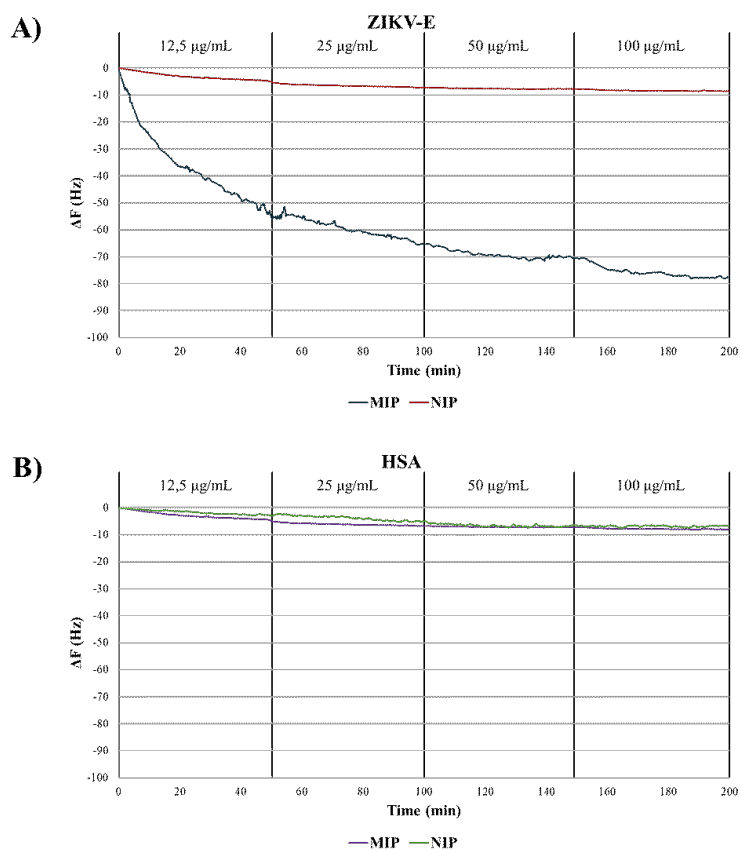 A)
ZIKV-E
12,5 µg/mL 25 µg/mL 50 µg/mL 100 µg/mL
0
-10
-20
-30
-40
-50
-60
-70
-80
-90
-100
ΔF (Hz)
0 20 40 60 80 100 120 140 160 180 200
Time (min)
MIP NIP
B)
HSA
12,5 µg/mL 25 µg/mL 50 µg/mL 100 µg/mL
0
-10
-20
-30
-40
-50
-60
-70
-80
-90
-100
ΔF (Hz)
0 20 40 60 80 100 120 140 160 180 200
Time (min)
MIP NIP